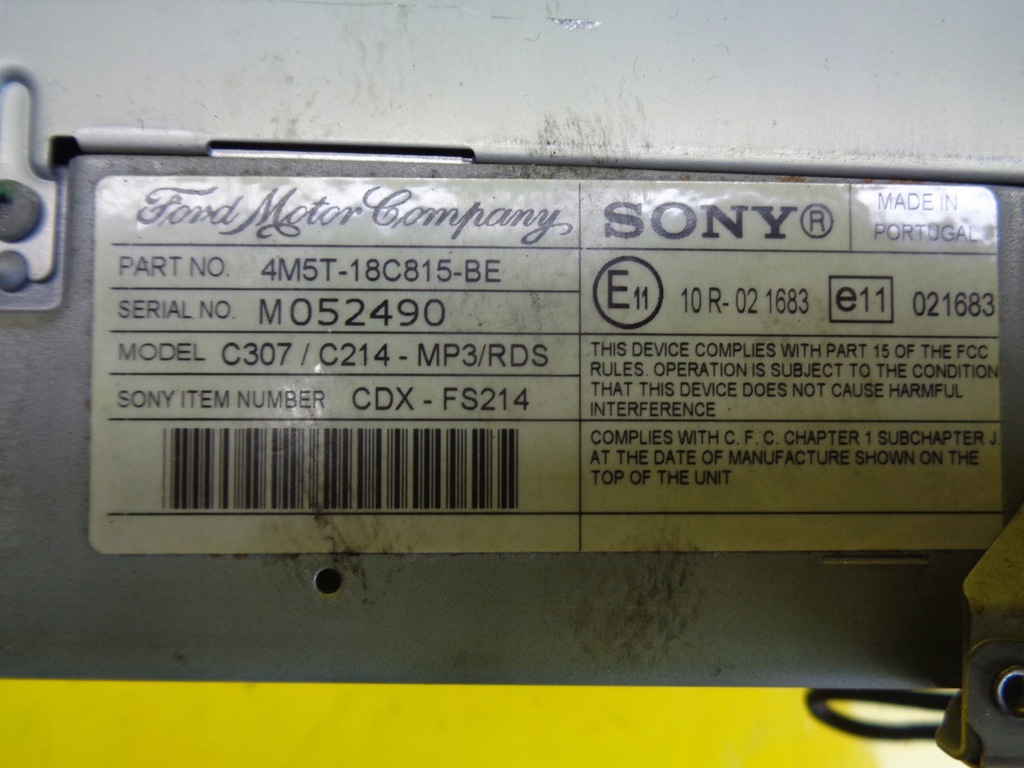 Ford Motor Company
PART NO. 4M5T-18C815-BE
SERIAL NO. M052490
MODEL C307 / C214 - MP3/RDS
SONY ITEM NUMBER CDX - FS214
SONY®
MADE IN
PORTUGAL
E11 10 R- 02 1683 e11 021683
THIS DEVICE COMPLIES WITH PART 15 OF THE FCC
RULES. OPERATION IS SUBJECT TO THE CONDITION
THAT THIS DEVICE DOES NOT CAUSE HARMFUL
INTERFERENCE
COMPLIES WITH C. F. C. CHAPTER 1 SUBCHAPTER J.
AT THE DATE OF MANUFACTURE SHOWN ON THE
TOP OF THE UNIT